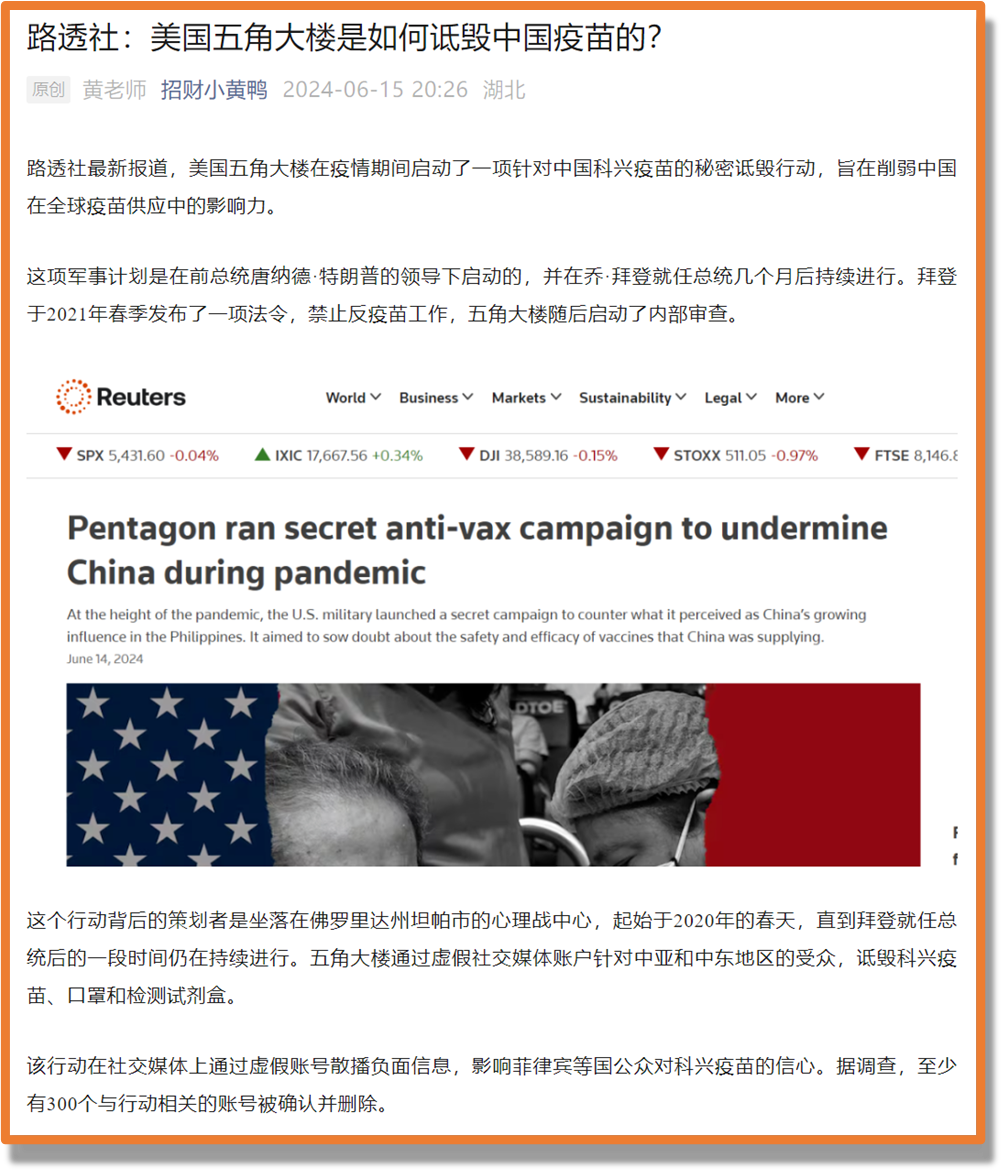 路透社：美国五角大楼是如何诋毁中国疫苗的？
原创 黄老师 招财小黄鸭 2024-06-15 20:26 湖北
路透社最新报道，美国五角大楼在疫情期间启动了一项针对中国科兴疫苗的秘密诋毁行动，旨在削弱中国
在全球疫苗供应中的影响力。
这项军事计划是在前总统唐纳德·特朗普的领导下启动的，并在乔·拜登就任总统几个月后持续进行。拜登
于2021年春季发布了一项法令，禁止反疫苗工作，五角大楼随后启动了内部审查。
Reuters World Business Markets Sustainability Legal More
SPX 5,431.60 -0.04% IXIC 17,667.56 +0.34% DJI 38,589.16 -0.15% STOXX 511.05 -0.97% FTSE 8,146.8
Pentagon ran secret anti-vax campaign to undermine
China during pandemic
At the height of the pandemic, the U.S. military launched a secret campaign to counter what it perceived as China's growing
influence in the Philippines. It aimed to sow doubt about the safety and efficacy of vaccines that China was supplying.
June 14, 2024
DTOE
这个行动背后的策划者是坐落在佛罗里达州坦帕市的心理战中心，起始于2020年的春天，直到拜登就任总
统后的一段时间仍在持续进行。五角大楼通过虚假社交媒体账户针对中亚和中东地区的受众，诋毁科兴疫
苗、口罩和检测试剂盒。
该行动在社交媒体上通过虚假账号散播负面信息，影响菲律宾等国公众对科兴疫苗的信心。据调查，至少
有300个与行动相关的账号被确认并删除。